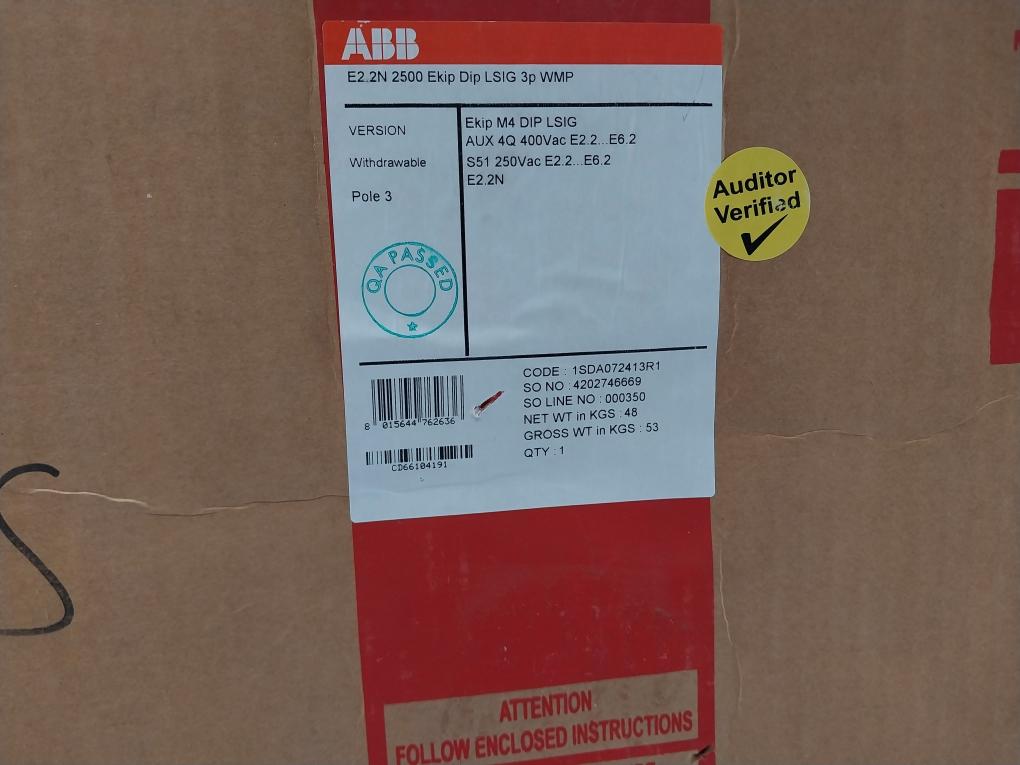 ABB
E2.2N 2500 Ekip Dip LSIG 3p WMP
VERSION
Withdrawable
Pole 3
Ekip M4 DIP LSIG
AUX 4Q 400Vac E2.2...E6.2
S51 250Vac E2.2...E6.2
E2.2N
QA PASSED
Auditor
Verified
8 015644 762636
CD66104191
CODE : 1SDA072413R1
SO NO : 4202746669
SO LINE NO : 000350
NET WT in KGS : 48
GROSS WT in KGS : 53
QTY : 1
S
ATTENTION
FOLLOW ENCLOSED INSTRUCTIONS